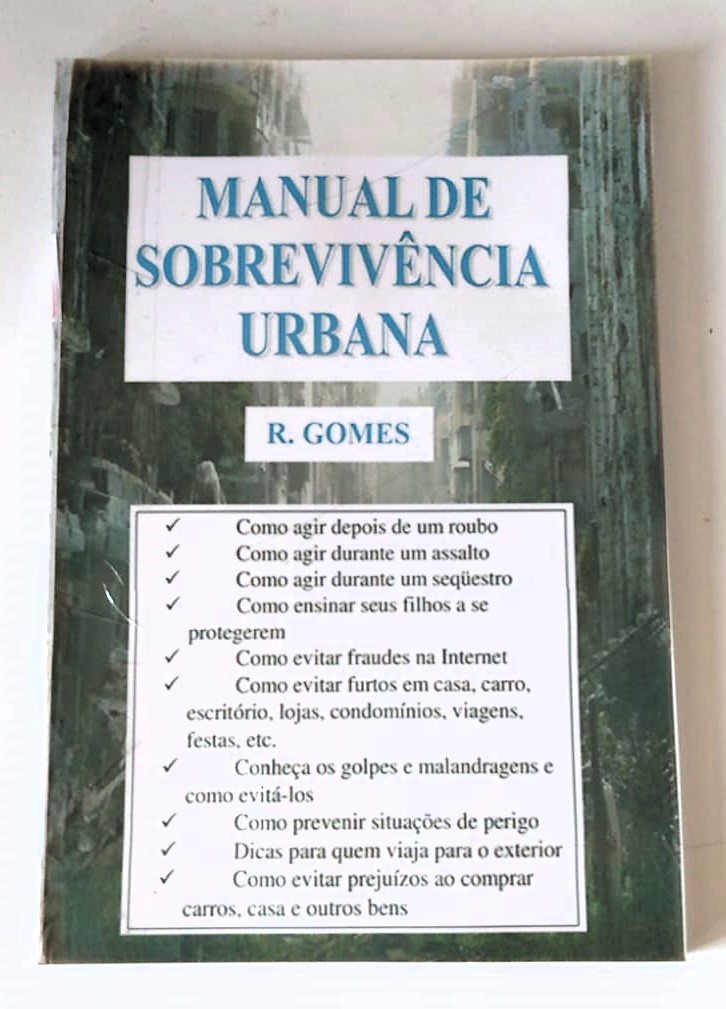 MANUAL DE
SOBREVIVÊNCIA
URBANA
R. GOMES
✓ Como agir depois de um roubo
✓ Como agir durante um assalto
✓ Como agir durante um seqüestro
✓ Como ensinar seus filhos a se
protegerem
✓ Como evitar fraudes na Internet
✓ Como evitar furtos em casa, carro,
escritório, lojas, condomínios, viagens,
festas, etc.
✓ Conheça os golpes e malandragens e
como evitá-los
✓ Como prevenir situações de perigo
✓ Dicas para quem viaja para o exterior
✓ Como evitar prejuízos ao comprar
carros, casa e outros bens